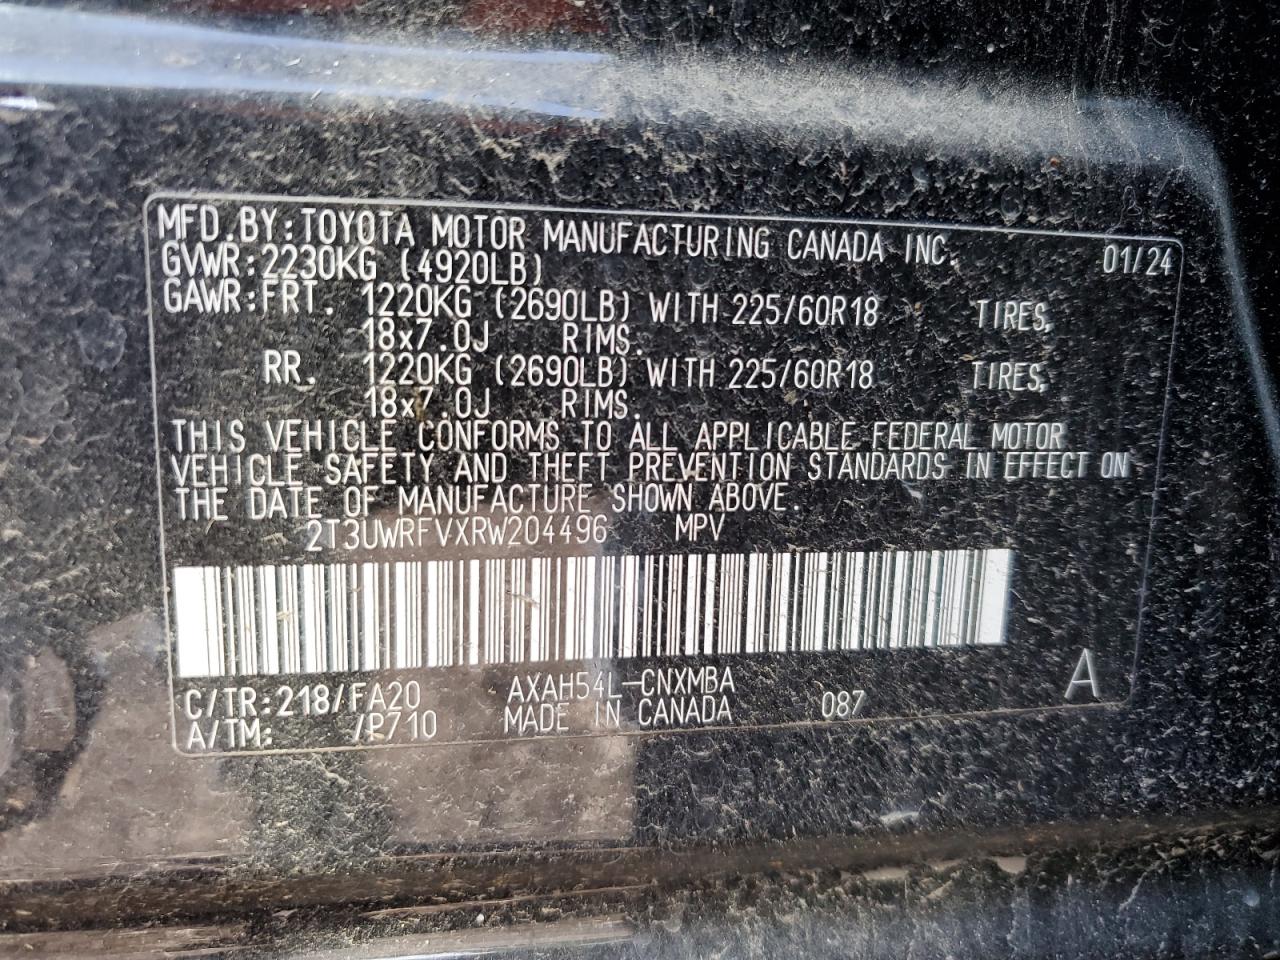 MFD.BY:TOYOTA MOTOR MANUFACTURING CANADA INC. 01/24
GVWR:2230KG (4920LB)
GAWR:FRT. 1220KG (2690LB) WITH 225/60R18 TIRES,
18x7.0J RIMS.
RR. 1220KG (2690LB) WITH 225/60R18 TIRES,
18x7.0J RIMS.
THIS VEHICLE CONFORMS TO ALL APPLICABLE FEDERAL MOTOR
VEHICLE SAFETY AND THEFT PREVENTION STANDARDS IN EFFECT ON
THE DATE OF MANUFACTURE SHOWN ABOVE.
2T3UWRFVXRW204496 MPV
C/TR:218/FA20 AXAH54L-CNXMBA A
A/TM: /P710 MADE IN CANADA 087